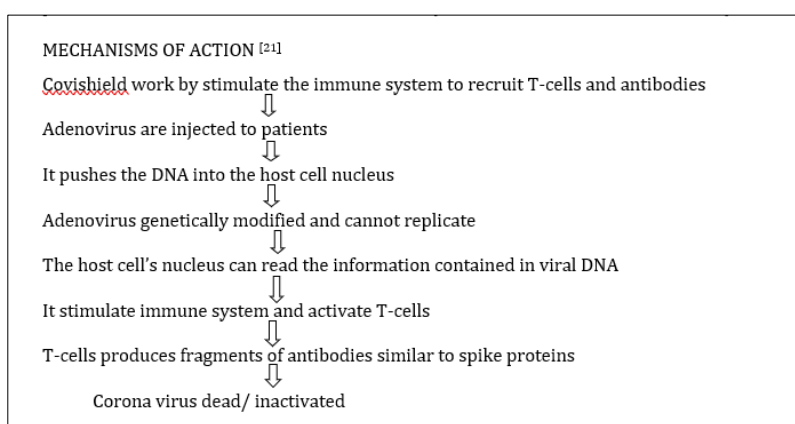 MECHANISMS OF ACTION [21]
Covishield work by stimulate the immune system to recruit T-cells and antibodies
Adenovirus are injected to patients
It pushes the DNA into the host cell nucleus
Adenovirus genetically modified and cannot replicate
The host cell's nucleus can read the information contained in viral DNA
It stimulate immune system and activate T-cells
T-cells produces fragments of antibodies similar to spike proteins
Corona virus dead/ inactivated